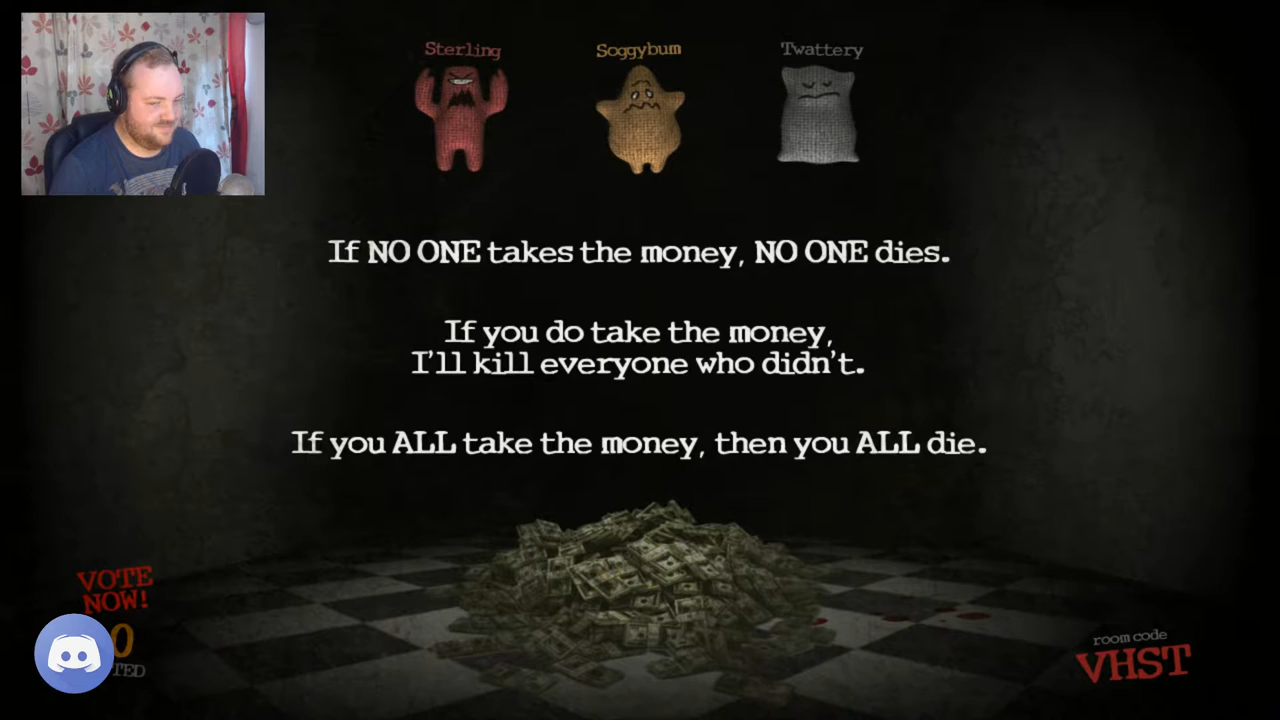 Sterling
Soggybum
Twattery
If NO ONE takes the money, NO ONE dies.
If you do take the money,
I'll kill everyone who didn't.
If you ALL take the money, then you ALL die.
VOTE
NOW!
0
room code
VHST